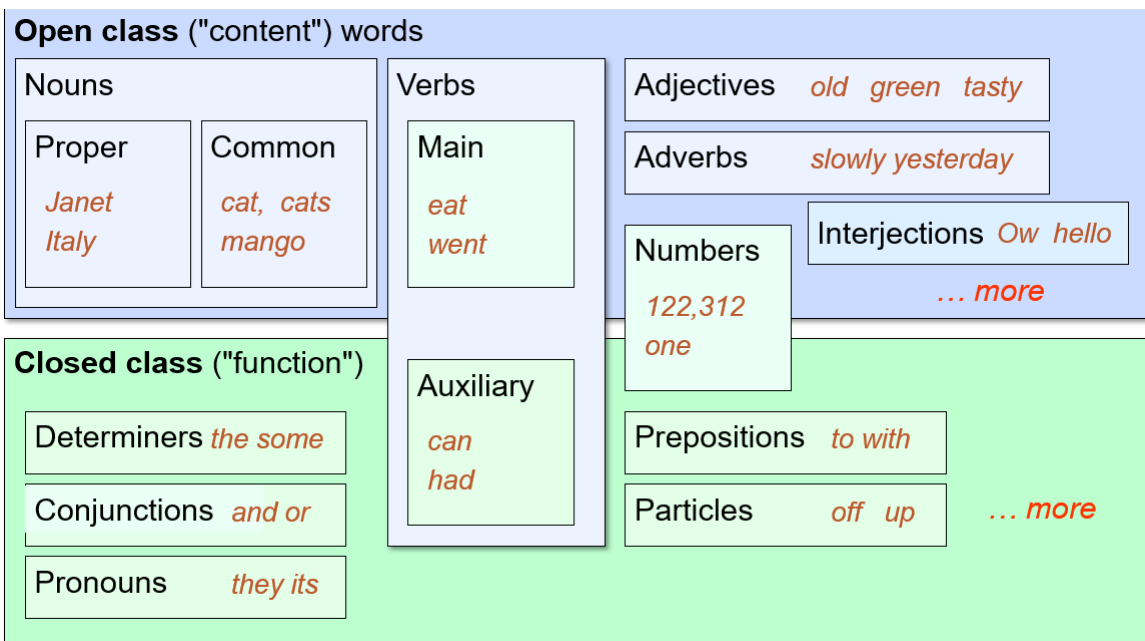 Open class ("content") words
Nouns
Proper
Janet
Italy
Common
cat, cats
mango
Verbs
Main
eat
went
Adjectives old green tasty
Adverbs slowly yesterday
Interjections Ow hello
Numbers
122,312
one
… more
Closed class ("function")
Determiners the some
Conjunctions and or
Pronouns they its
Auxiliary
can
had
Prepositions to with
Particles off up
… more